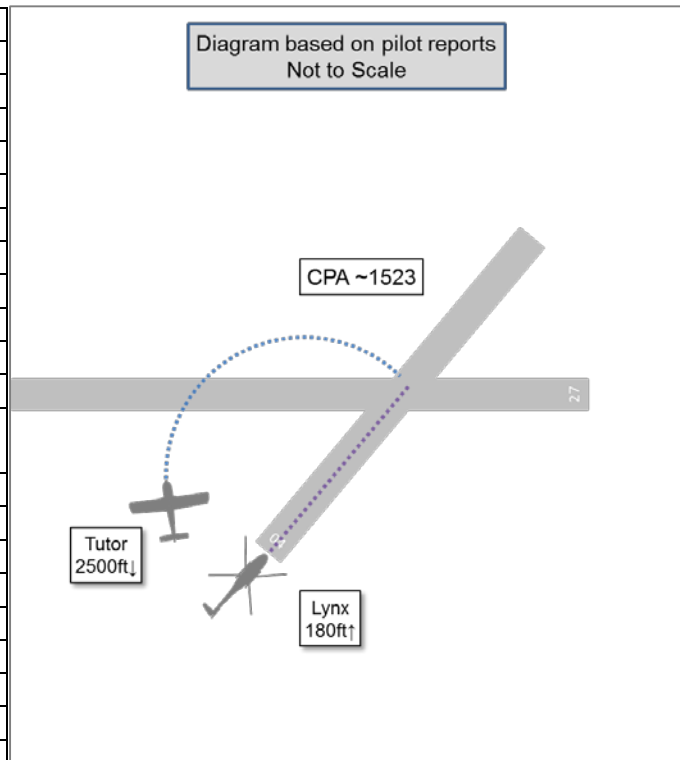 Diagram based on pilot reports
Not to Scale
CPA ~1523
27
Tutor
2500ft↓
Lynx
180ft↑